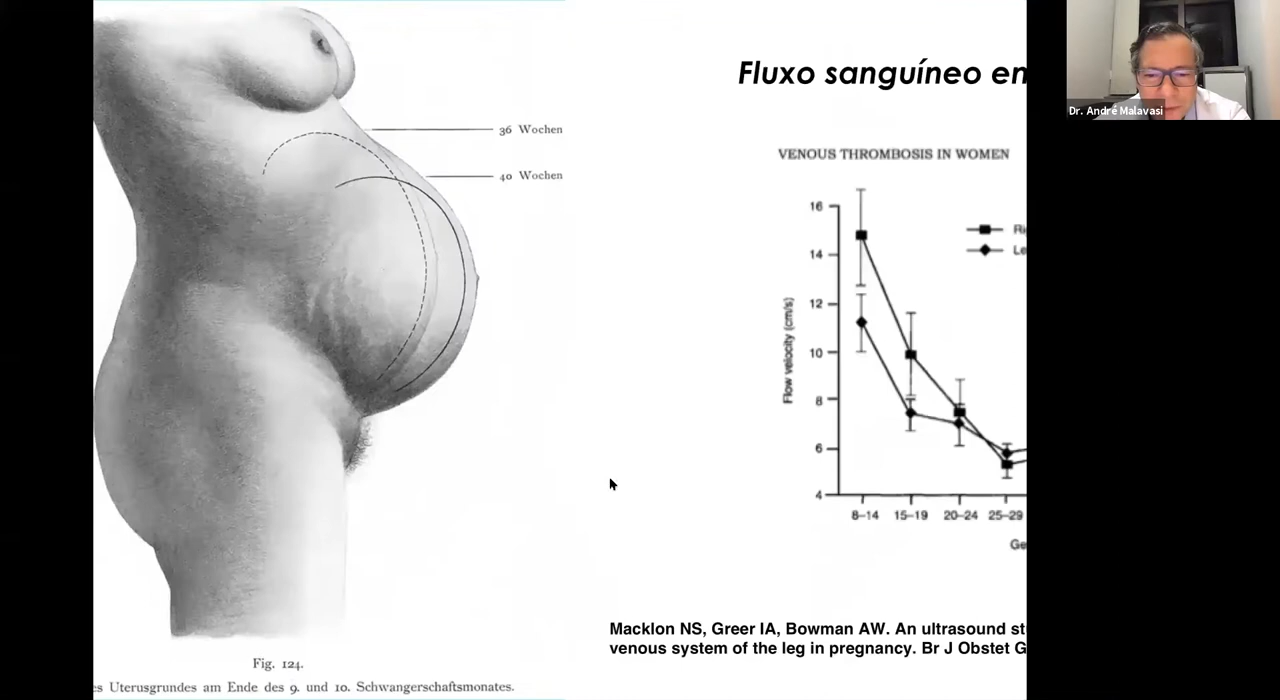 36 Wochen
40 Wochen
Fig. 124.
Uterusgrundes am Ende des 9. und 10. Schwangerschaftsmonates.
Fluxo sanguíneo en
VENOUS THROMBOSIS IN WOMEN
Flow velocity (cm/s)
16
14
12
10
8
6
4
8–14 15–19 20–24 25–29
Macklon NS, Greer IA, Bowman AW. An ultrasound
venous system of the leg in pregnancy. Br J Obstet G
Dr. André Malavasi